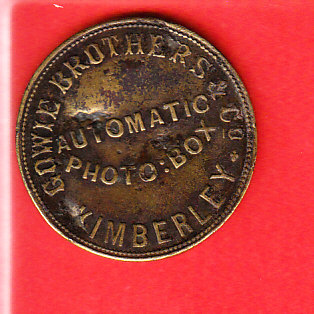 BOWIE BROTHERS & CO.
AUTOMATIC
PHOTO:BOX
KIMBERLEY